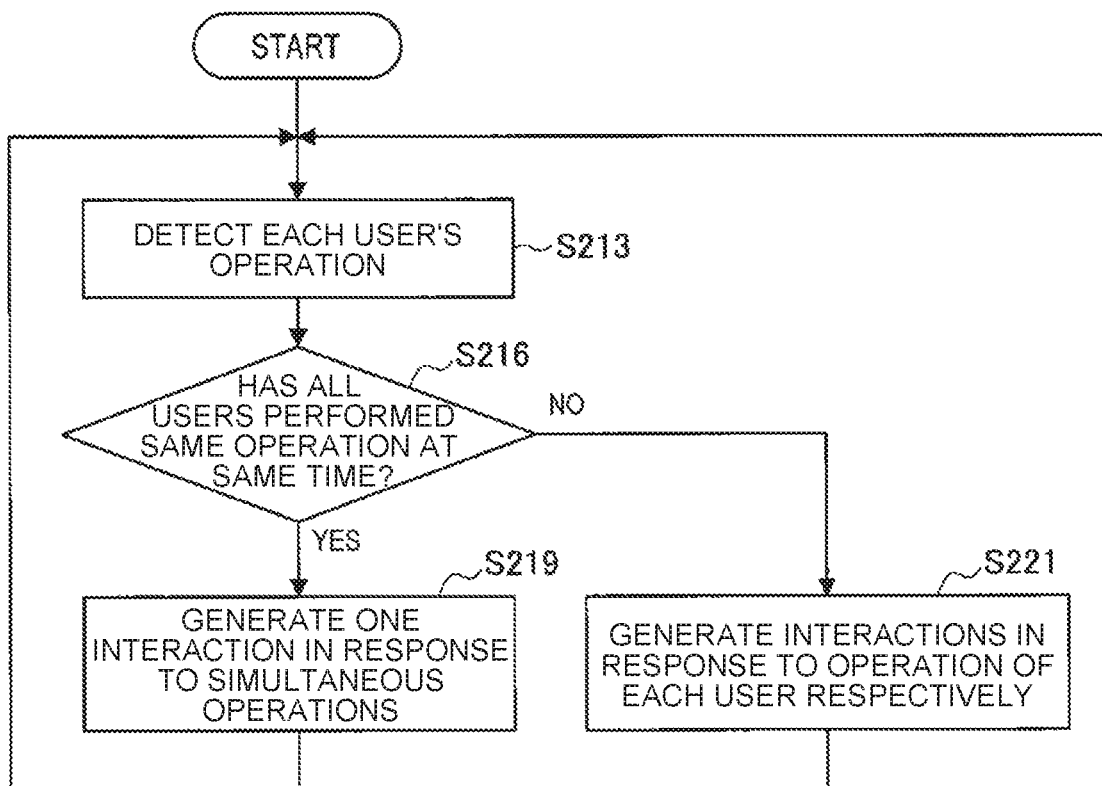 START
DETECT EACH USER'S
OPERATION
S213
S216
HAS ALL
USERS PERFORMED
SAME OPERATION AT
SAME TIME?
NO
YES
S219
GENERATE ONE
INTERACTION IN RESPONSE
TO SIMULTANEOUS
OPERATIONS
S221
GENERATE INTERACTIONS IN
RESPONSE TO OPERATION OF
EACH USER RESPECTIVELY